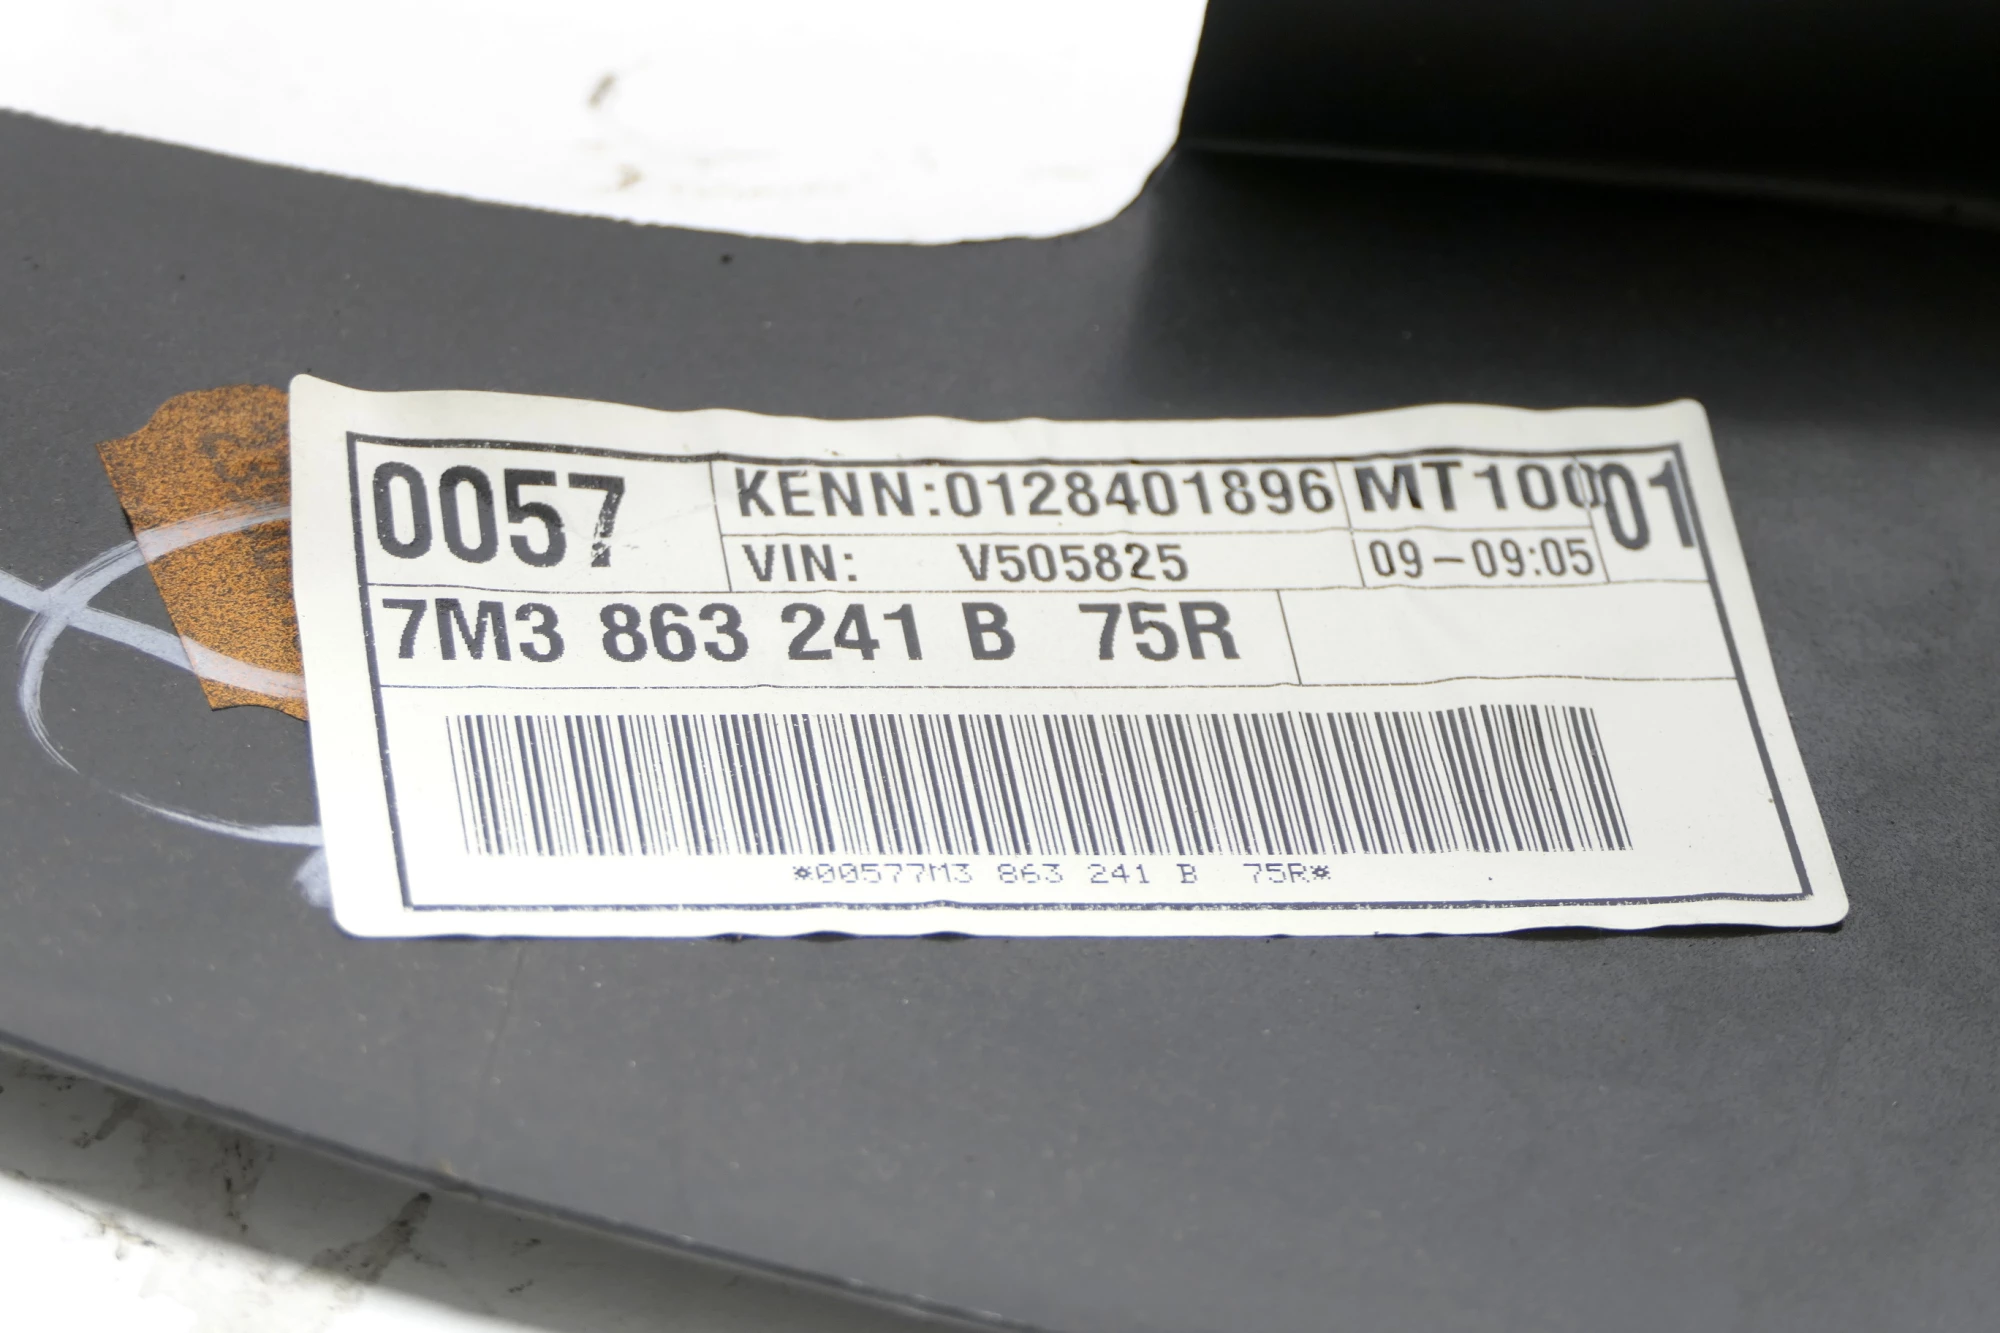 0057 KENN:0128401896 MT100 01
VIN: V505825 09-09:05
7M3 863 241 B 75R
*00577M3 863 241 B 75R*